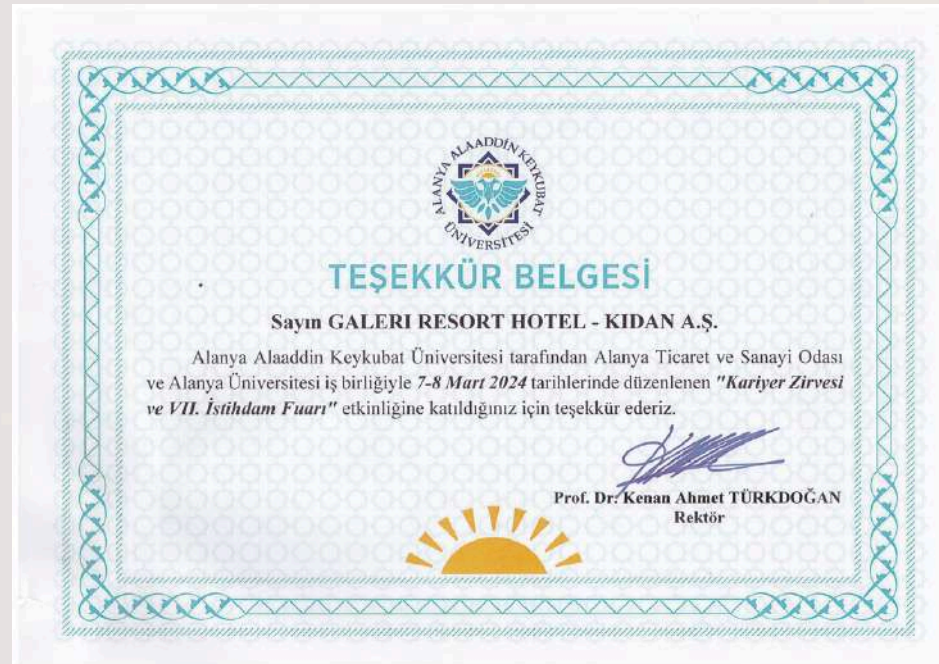 ALANYA ALAADDİN KEYKUBAT ÜNİVERSİTESİ
TEŞEKKÜR BELGESİ
Sayın GALERI RESORT HOTEL - KIDAN A.Ş.
Alanya Alaaddin Keykubat Üniversitesi tarafından Alanya Ticaret ve Sanayi Odası
ve Alanya Üniversitesi iş birliğiyle 7-8 Mart 2024 tarihlerinde düzenlenen "Kariyer Zirvesi
ve VII. İstihdam Fuarı" etkinliğine katıldığınız için teşekkür ederiz.
Prof. Dr. Kenan Ahmet TÜRKDOĞAN
Rektör